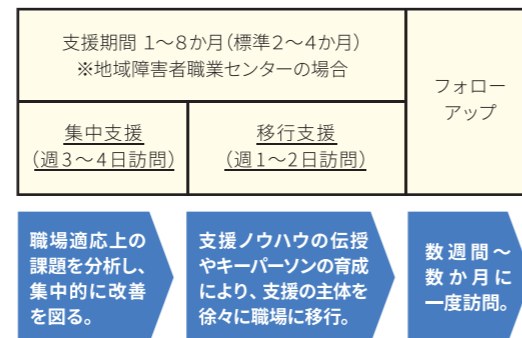 支援期間 1～8か月（標準2～4か月）
※地域障害者職業センターの場合
フォロー
アップ
集中支援
（週3～4日訪問）
移行支援
（週1～2日訪問）
職場適応上の
課題を分析し、
集中的に改善
を図る。
支援ノウハウの伝授
やキーパーソンの育成
により、支援の主体を
徐々に職場に移行。
数週間～
数か月に
一度訪問。